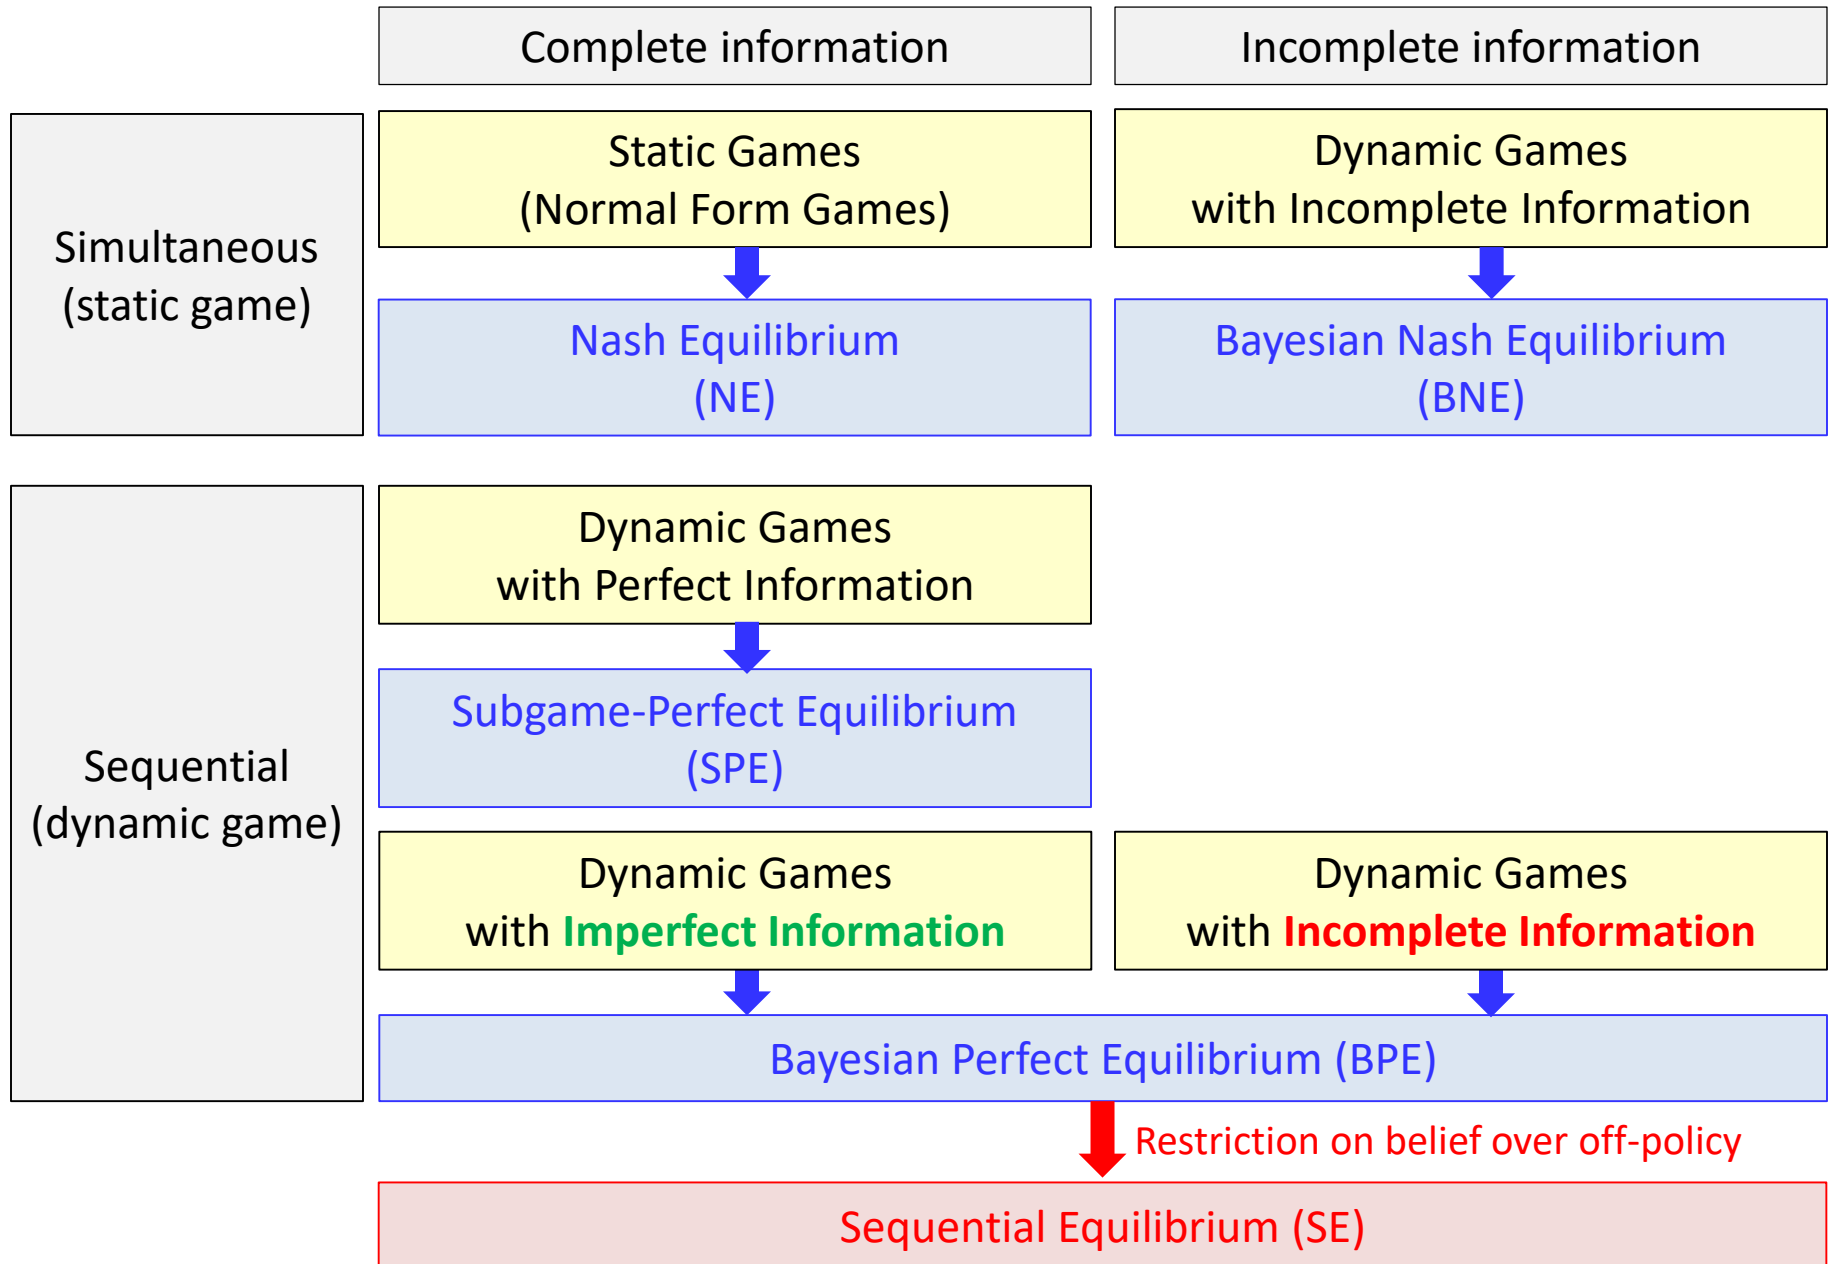 Complete information
Incomplete information
Simultaneous
(static game)
Static Games
(Normal Form Games)
Dynamic Games
with Incomplete Information
Nash Equilibrium
(NE)
Bayesian Nash Equilibrium
(BNE)
Sequential
(dynamic game)
Dynamic Games
with Perfect Information
Subgame-Perfect Equilibrium
(SPE)
Dynamic Games
with Imperfect Information
Dynamic Games
with Incomplete Information
Bayesian Perfect Equilibrium (BPE)
Restriction on belief over off-policy
Sequential Equilibrium (SE)